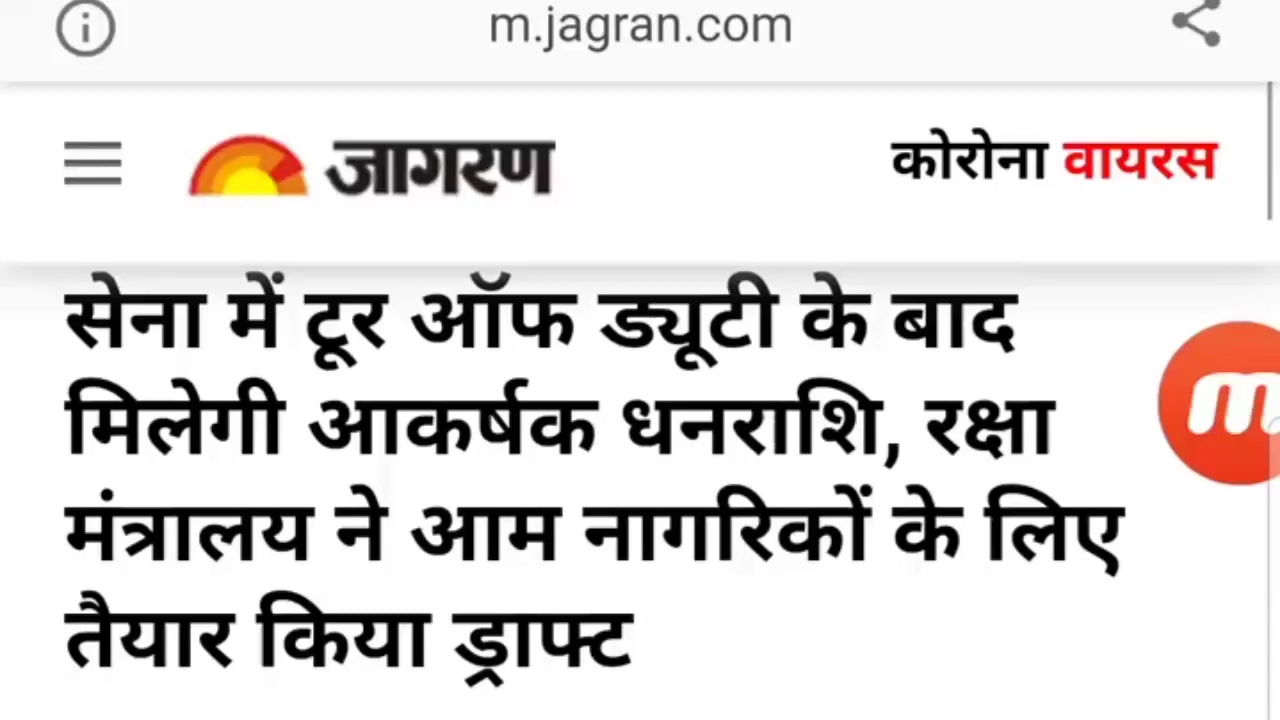 m.jagran.com
जागरण
कोरोना वायरस
सेना में टूर ऑफ ड्यूटी के बाद
मिलेगी आकर्षक धनराशि, रक्षा
मंत्रालय ने आम नागरिकों के लिए
तैयार किया ड्राफ्ट